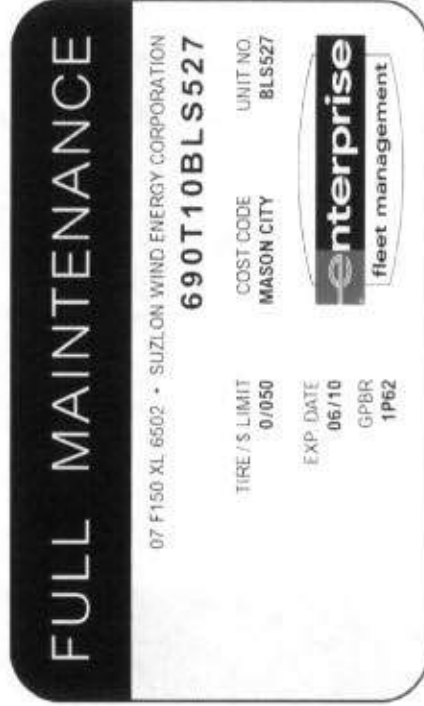 FULL MAINTENANCE
07 F150 XL 6502 • SUZLON WIND ENERGY CORPORATION
690T10BLS527
TIRE / $ LIMIT COST CODE UNIT NO.
0/050 MASON CITY BLS527
EXP. DATE
06/10
GPBR
1P62
enterprise
fleet management